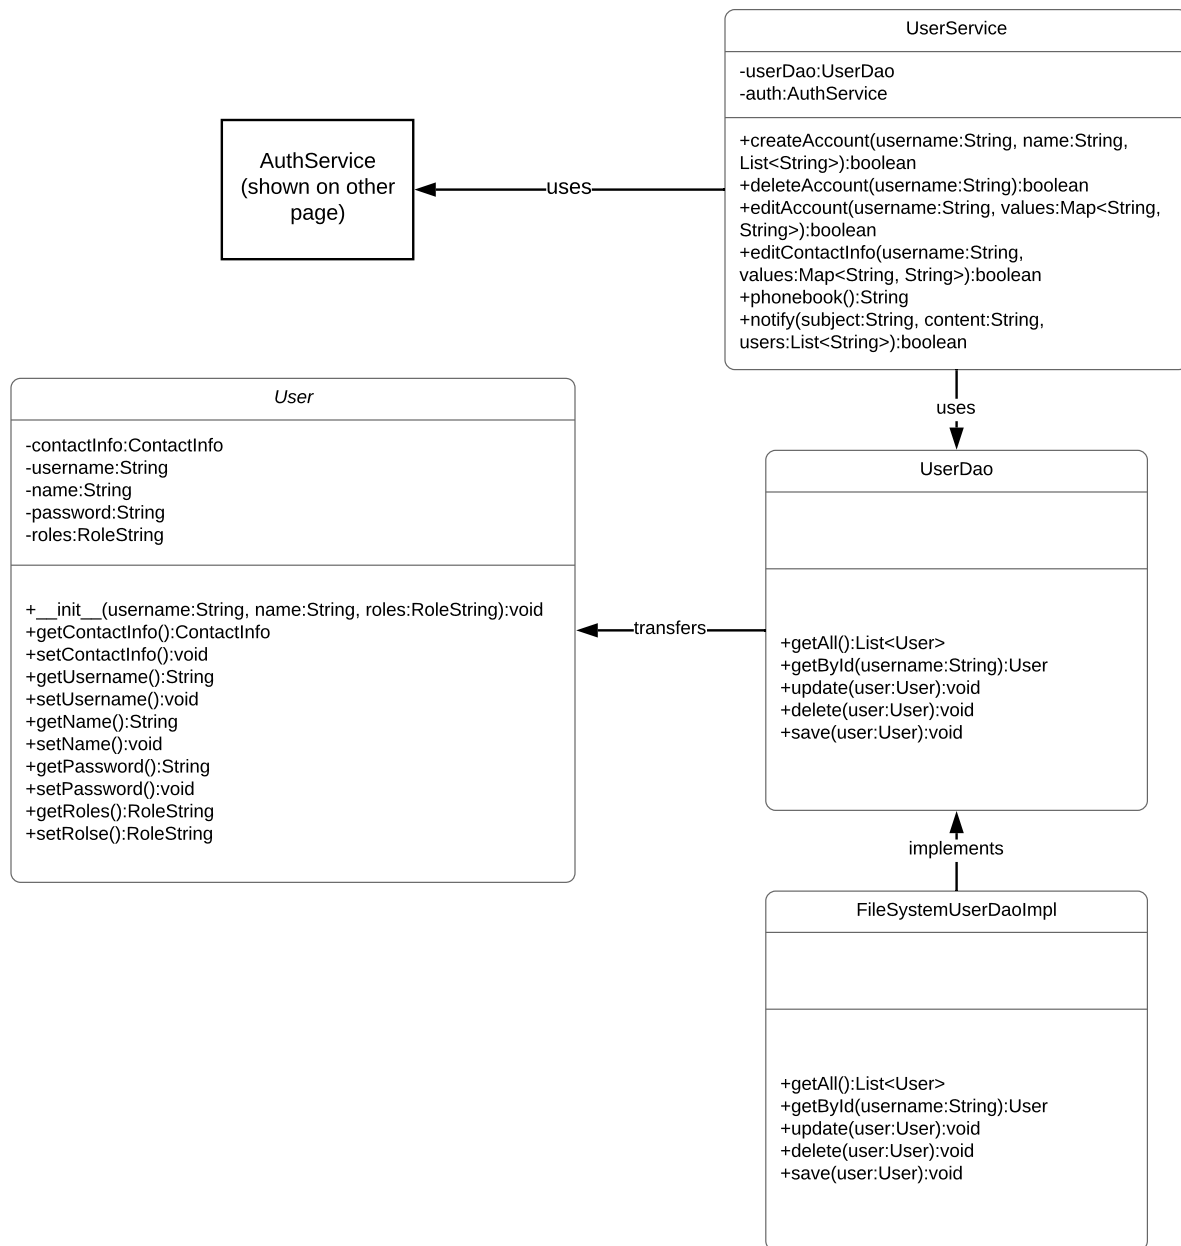 UserService
-userDao:UserDao
-auth:AuthService
+createAccount(username:String, name:String,
List<String>):boolean
+deleteAccount(username:String):boolean
+editAccount(username:String, values:Map<String,
String>):boolean
+editContactInfo(username:String,
values:Map<String, String>):boolean
+phonebook():String
+notify(subject:String, content:String,
users:List<String>):boolean
AuthService
(shown on other
page)
uses
uses
User
-contactInfo:ContactInfo
-username:String
-name:String
-password:String
-roles:RoleString
+__init__(username:String, name:String, roles:RoleString):void
+getContactInfo():ContactInfo
+setContactInfo():void
+getUsername():String
+setUsername():void
+getName():String
+setName():void
+getPassword():String
+setPassword():void
+getRoles():RoleString
+setRolse():RoleString
transfers
UserDao
+getAll():List<User>
+getById(username:String):User
+update(user:User):void
+delete(user:User):void
+save(user:User):void
implements
FileSystemUserDaoImpl
+getAll():List<User>
+getById(username:String):User
+update(user:User):void
+delete(user:User):void
+save(user:User):void